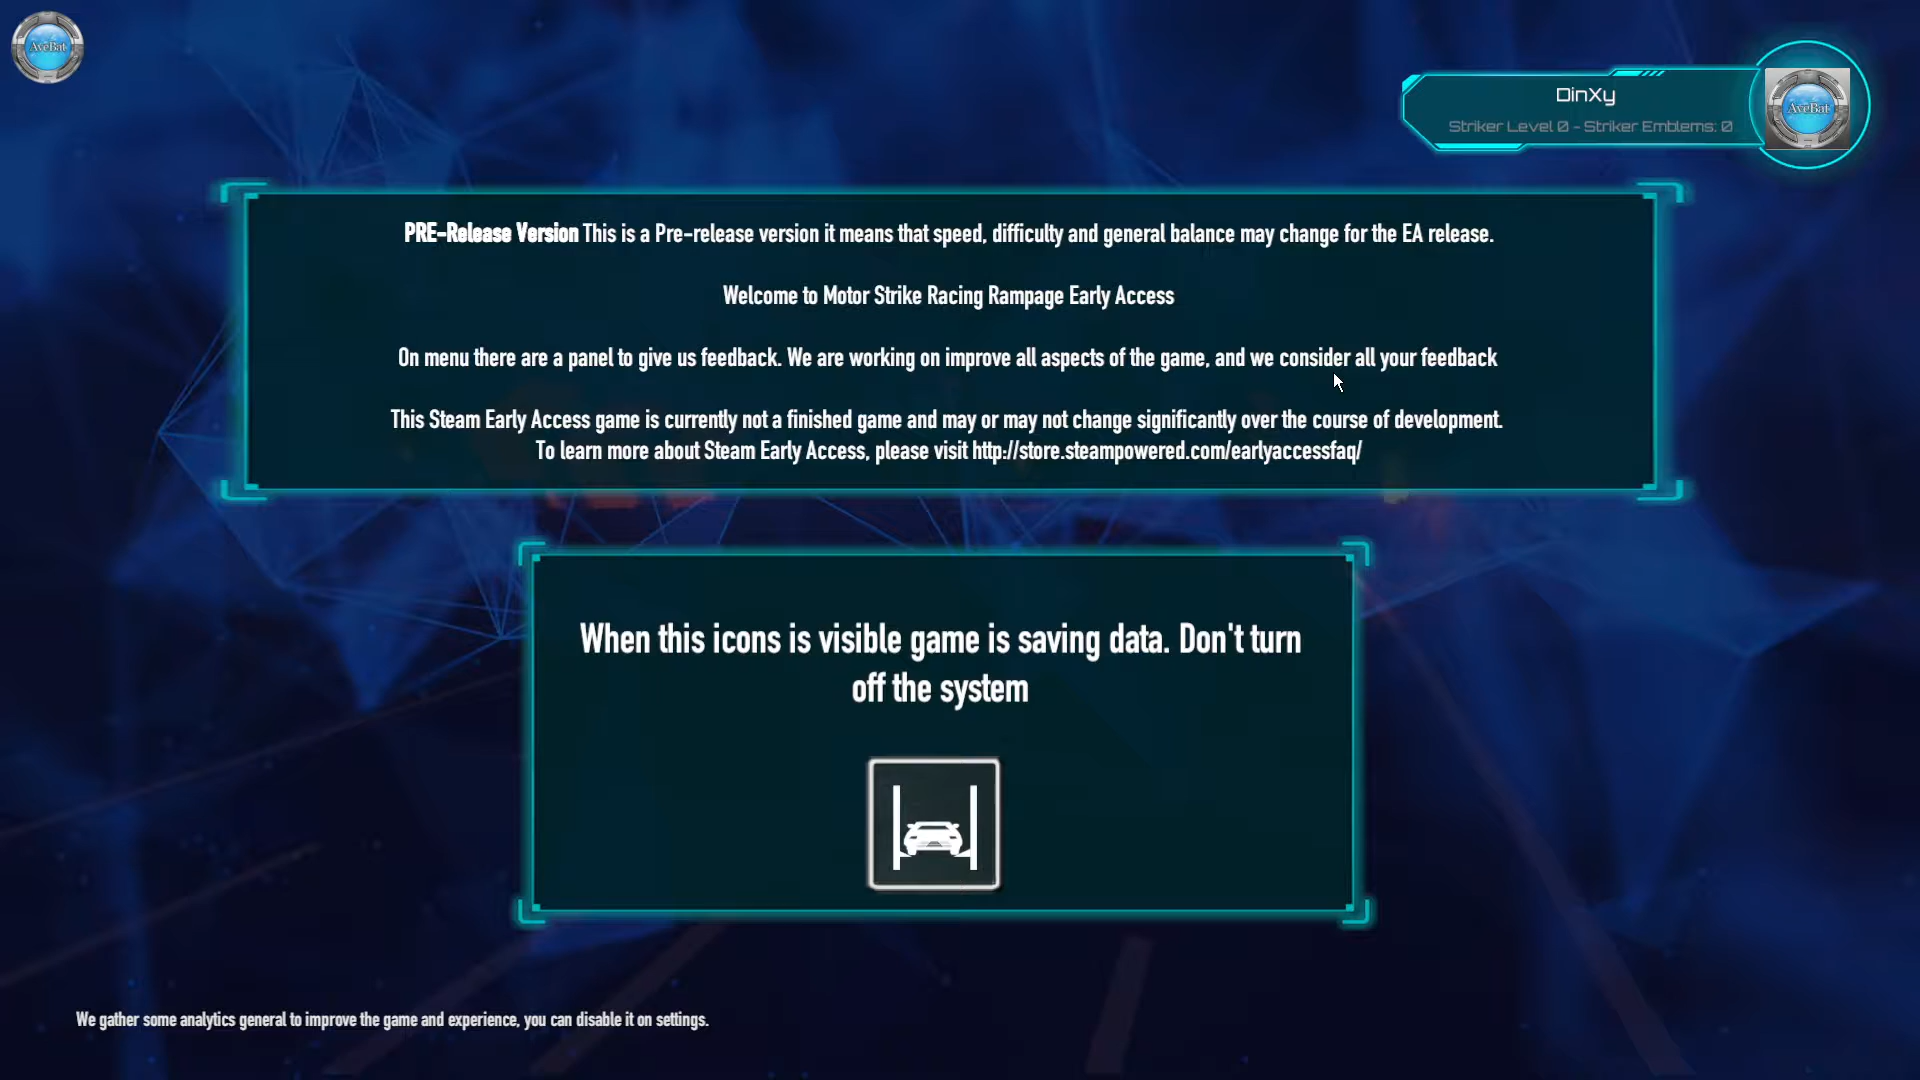 AveBat
DinXy
AveBat
Striker Level 0 - Striker Emblems: 0
PRE-Release Version This is a Pre-release version it means that speed, difficulty and general balance may change for the EA release.
Welcome to Motor Strike Racing Rampage Early Access
On menu there are a panel to give us feedback. We are working on improve all aspects of the game, and we consider all your feedback
This Steam Early Access game is currently not a finished game and may or may not change significantly over the course of development.
To learn more about Steam Early Access, please visit http://store.steampowered.com/earlyaccessfaq/
When this icons is visible game is saving data. Don't turn
off the system
We gather some analytics general to improve the game and experience, you can disable it on settings.